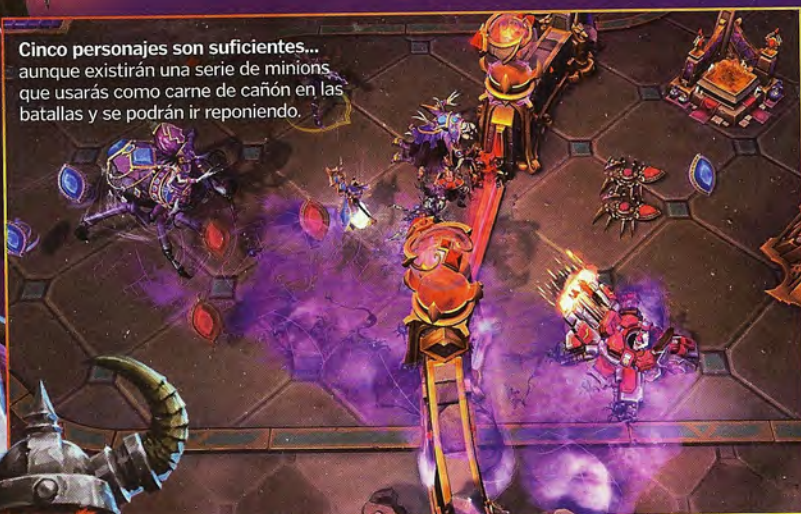 Cinco personajes son suficientes...
aunque existirán una serie de minions
que usarás como carne de cañón en las
batallas y se podrán ir reponiendo.